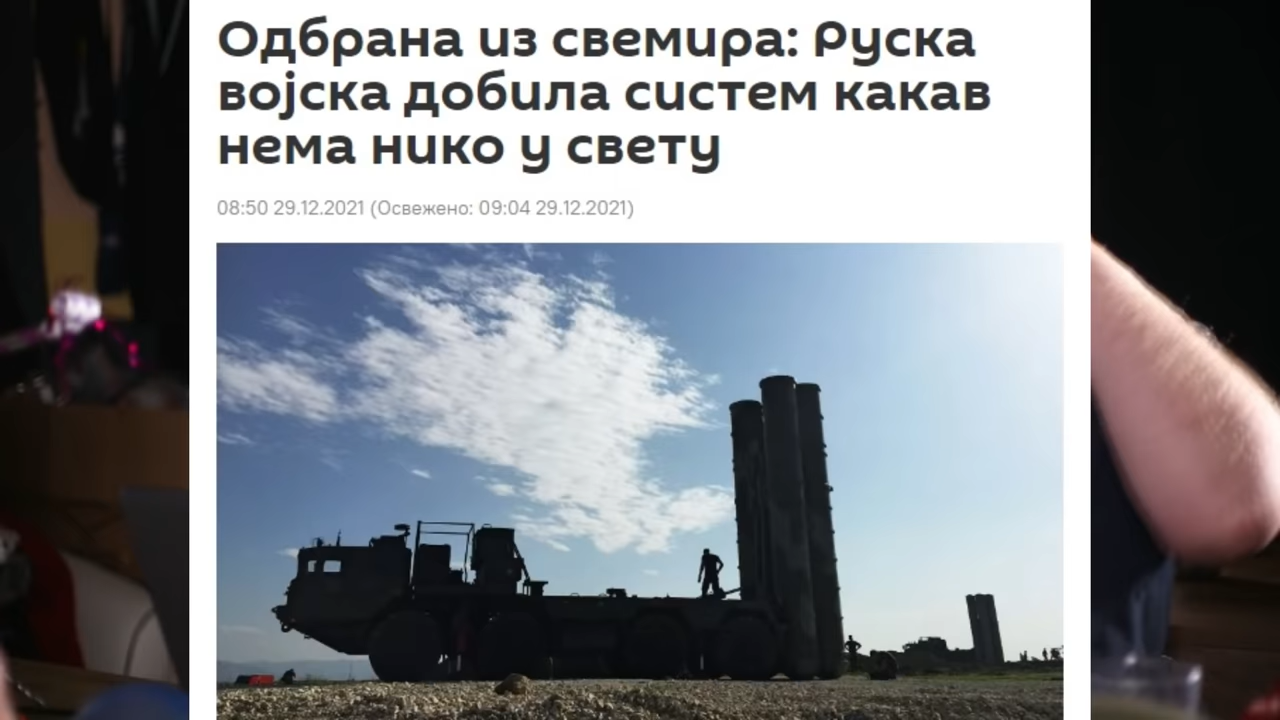 Одбрана из свемира: Руска
војска добила систем какав
нема нико у свету
08:50 29.12.2021 (Освежено: 09:04 29.12.2021)